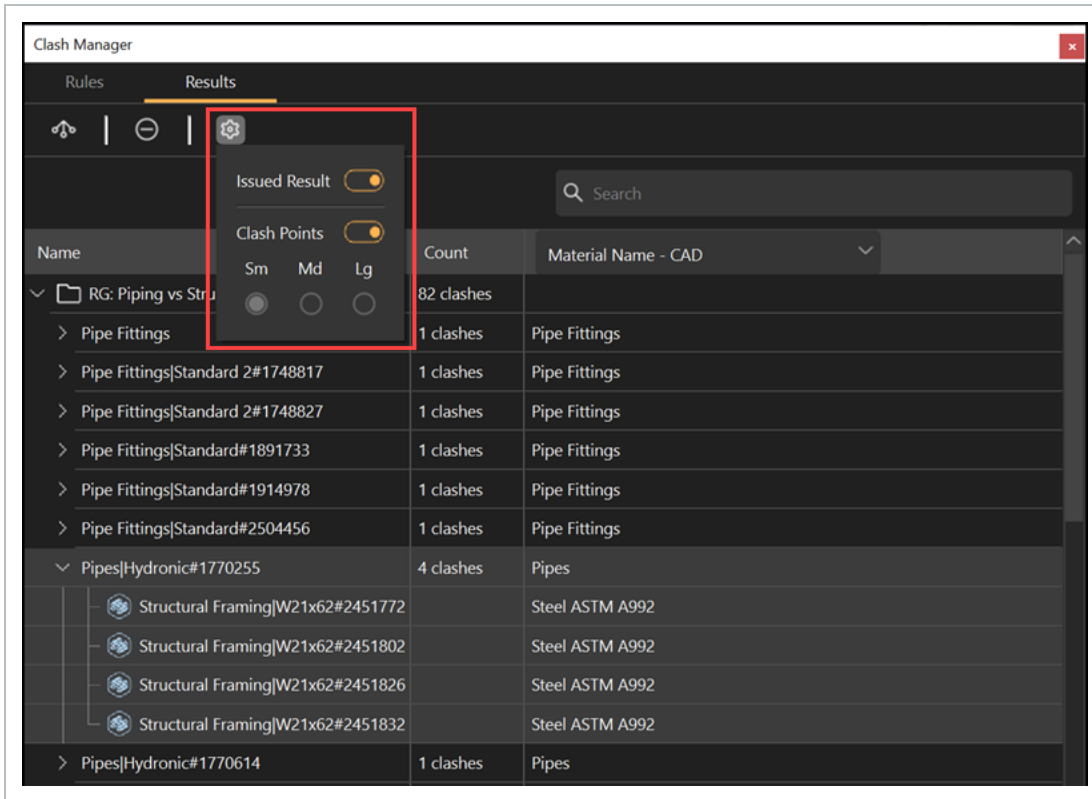 Clash Manager
Rules Results
Issued Result
Search
Clash Points
Name Count Material Name - CAD
Sm Md Lg
RG: Piping vs Stru 82 clashes
Pipe Fittings 1 clashes Pipe Fittings
Pipe Fittings|Standard 2#1748817 1 clashes Pipe Fittings
Pipe Fittings|Standard 2#1748827 1 clashes Pipe Fittings
Pipe Fittings|Standard#1891733 1 clashes Pipe Fittings
Pipe Fittings|Standard#1914978 1 clashes Pipe Fittings
Pipe Fittings|Standard#2504456 1 clashes Pipe Fittings
Pipes|Hydronic#1770255 4 clashes Pipes
Structural Framing|W21x62#2451772 Steel ASTM A992
Structural Framing|W21x62#2451802 Steel ASTM A992
Structural Framing|W21x62#2451826 Steel ASTM A992
Structural Framing|W21x62#2451832 Steel ASTM A992
Pipes|Hydronic#1770614 1 clashes Pipes